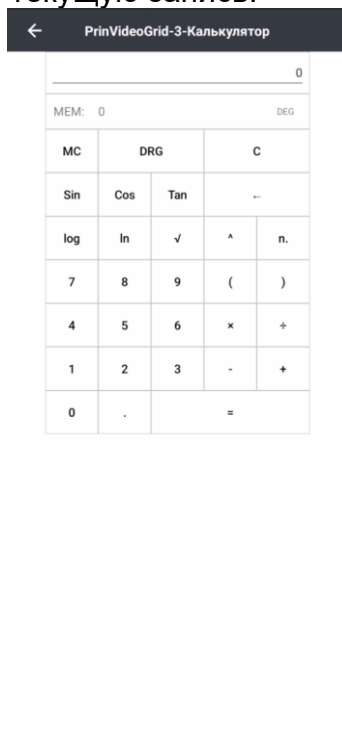 текущую запись.
← PrinVideoGrid-3-Калькулятор
0
MEM: 0 DEG
MC DRG C
Sin Cos Tan ←
log ln √ ^ n.
7 8 9 ( )
4 5 6 × ÷
1 2 3 - +
0 . =